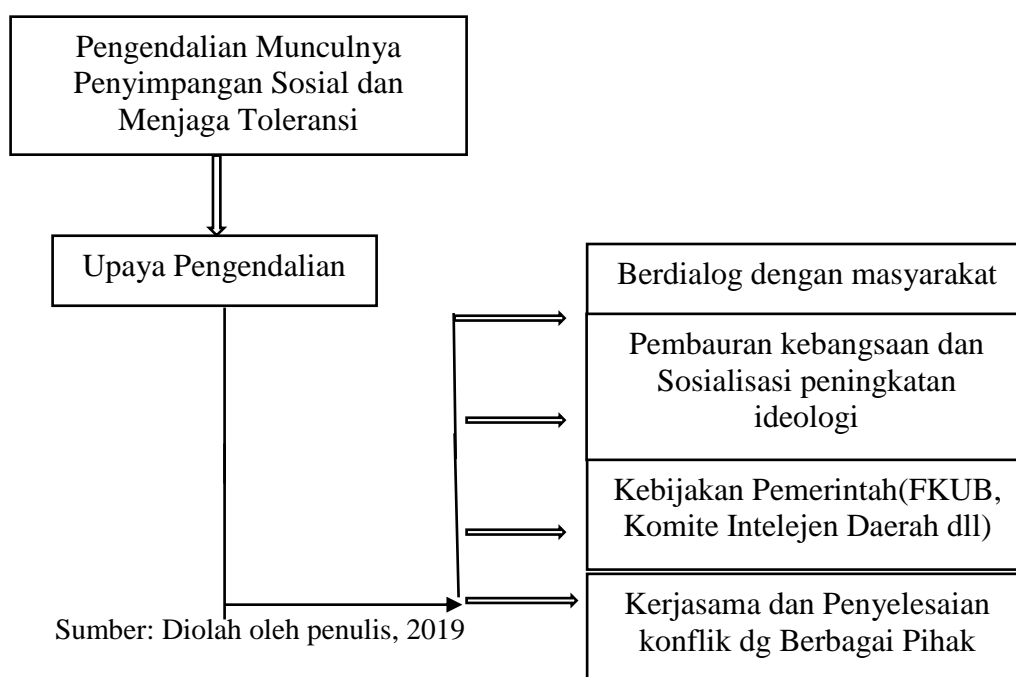 Pengendalian Munculnya
Penyimpangan Sosial dan
Menjaga Toleransi
Upaya Pengendalian
Berdialog dengan masyarakat
Pembauran kebangsaan dan
Sosialisasi peningkatan
ideologi
Kebijakan Pemerintah(FKUB,
Komite Intelejen Daerah dll)
Kerjasama dan Penyelesaian
konflik dg Berbagai Pihak
Sumber: Diolah oleh penulis, 2019